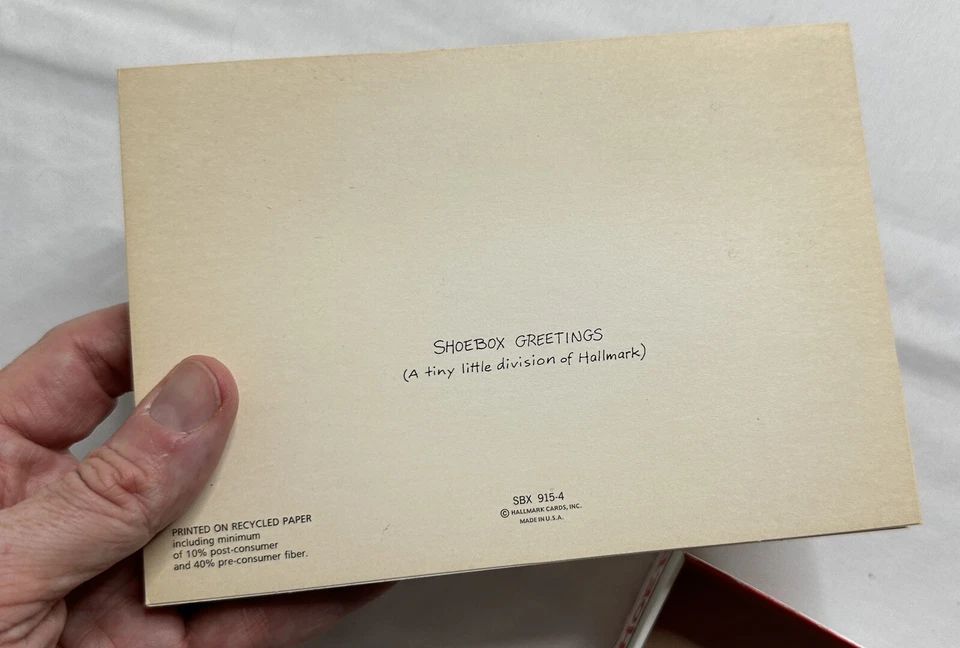 SHOEBOX GREETINGS
(A tiny little division of Hallmark)
SBX 915-4
© HALLMARK CARDS, INC.
MADE IN U.S.A.
PRINTED ON RECYCLED PAPER
including minimum
of 10% post-consumer
and 40% pre-consumer fiber.